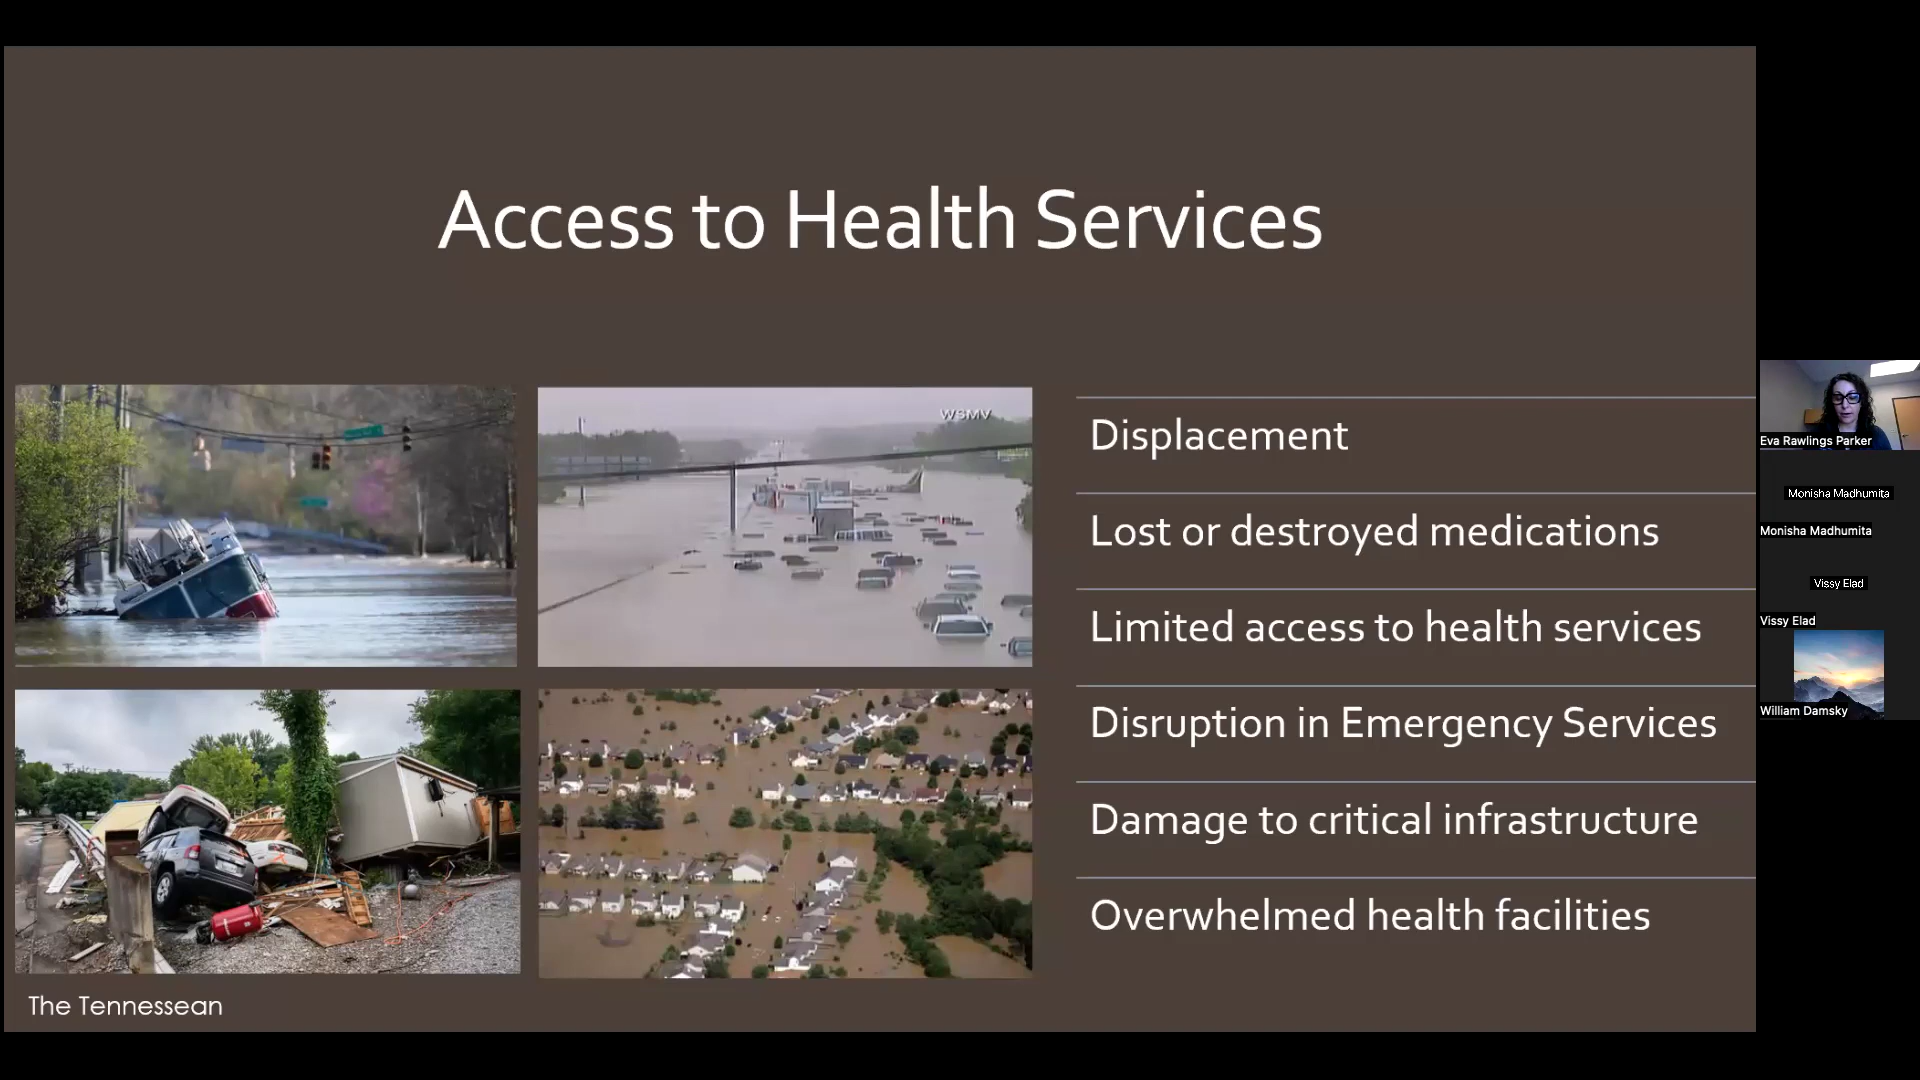 Access to Health Services
WSMV
Displacement
Lost or destroyed medications
Limited access to health services
Disruption in Emergency Services
Damage to critical infrastructure
Overwhelmed health facilities
The Tennessean
Eva Rawlings Parker
Monisha Madhumita
Monisha Madhumita
Vissy Elad
Vissy Elad
William Damsky